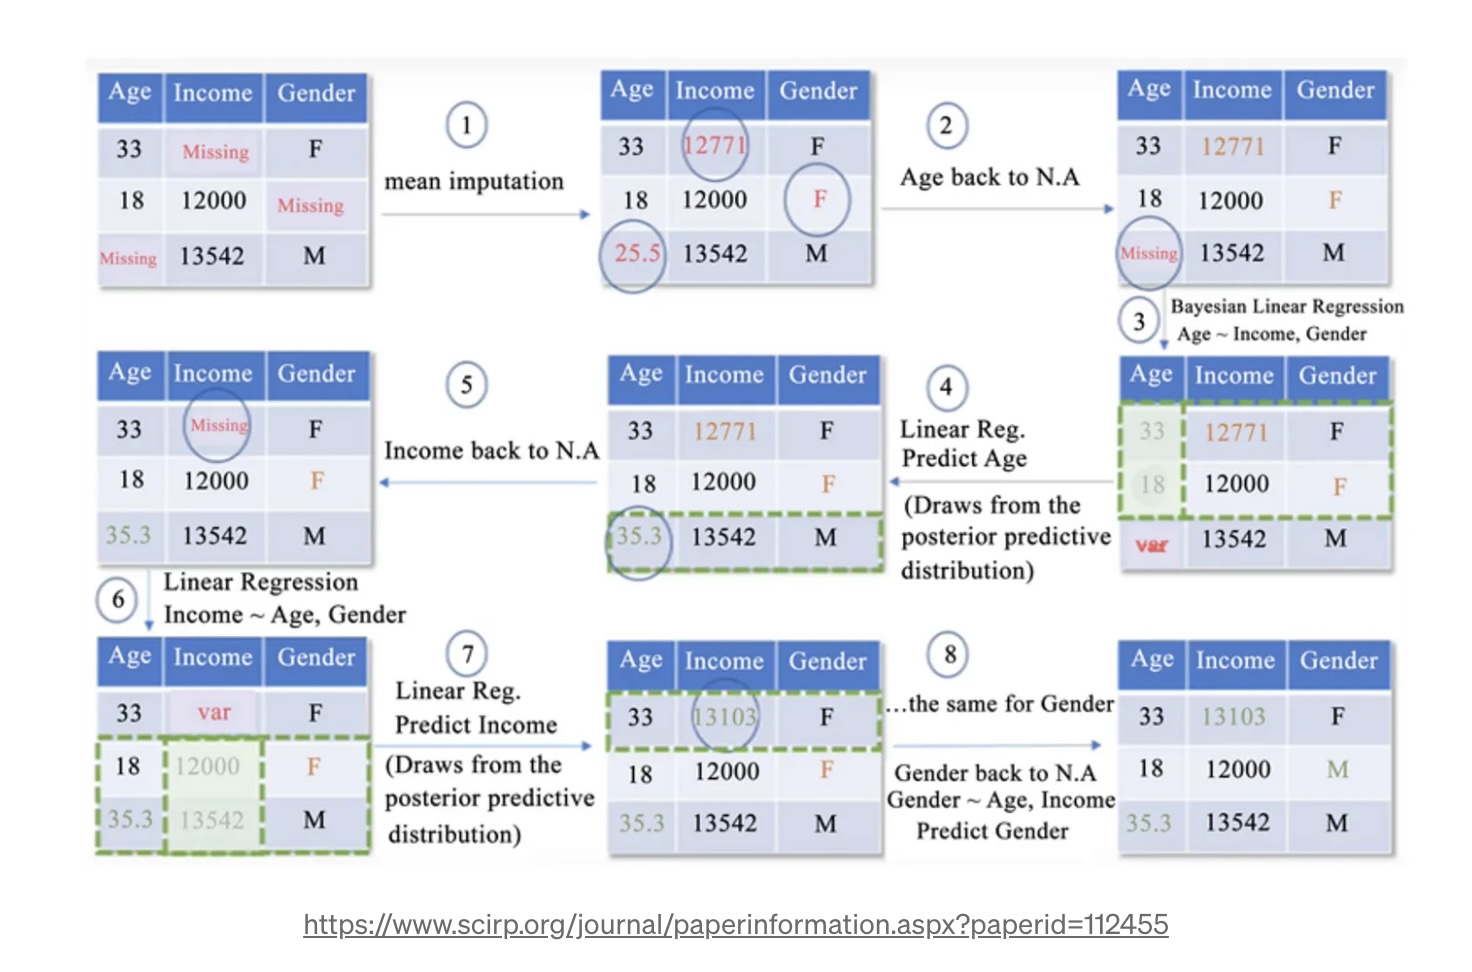 Age Income Gender
33 Missing F
18 12000 Missing
Missing 13542 M
1
mean imputation
Age Income Gender
33 12771 F
18 12000 F
25.5 13542 M
2
Age back to N.A
Age Income Gender
33 12771 F
18 12000 F
Missing 13542 M
3
Bayesian Linear Regression
Age ~ Income, Gender
Age Income Gender
33 12771 F
18 12000 F
var 13542 M
4
Linear Reg.
Predict Age
(Draws from the
posterior predictive
distribution)
Age Income Gender
33 12771 F
18 12000 F
35.3 13542 M
5
Income back to N.A
Age Income Gender
33 Missing F
18 12000 F
35.3 13542 M
6
Linear Regression
Income ~ Age, Gender
Age Income Gender
33 var F
18 12000 F
35.3 13542 M
7
Linear Reg.
Predict Income
(Draws from the
posterior predictive
distribution)
Age Income Gender
33 13103 F
18 12000 F
35.3 13542 M
8
...the same for Gender
Gender back to N.A
Gender ~ Age, Income
Predict Gender
Age Income Gender
33 13103 F
18 12000 M
35.3 13542 M
https://www.scirp.org/journal/paperinformation.aspx?paperid=112455